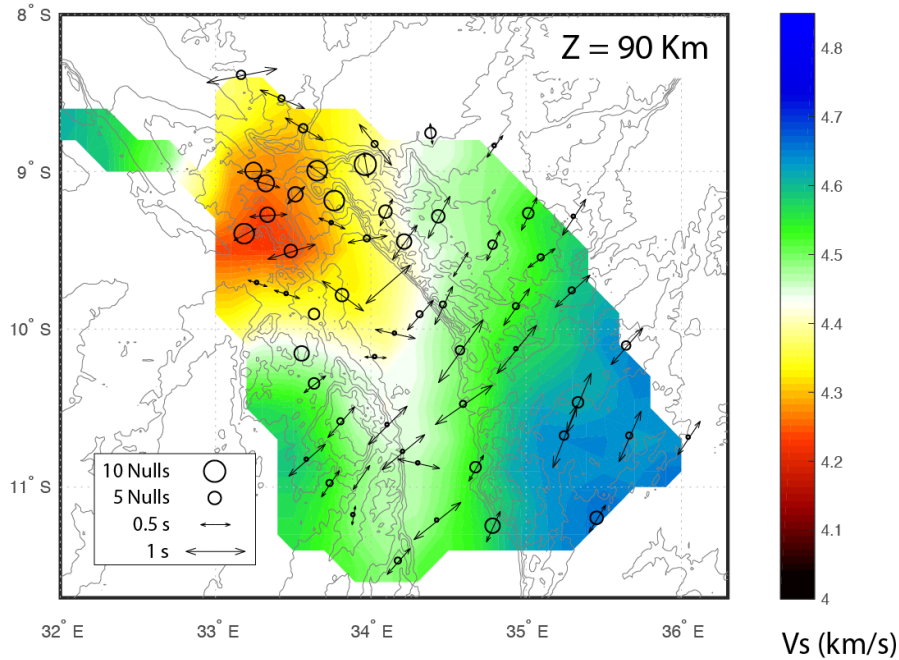 8° S
9° S
10° S
11° S
32° E
33° E
34° E
35° E
36° E
Z = 90 Km
10 Nulls
5 Nulls
0.5 s
1 s
4.8
4.7
4.6
4.5
4.4
4.3
4.2
4.1
4
Vs (km/s)